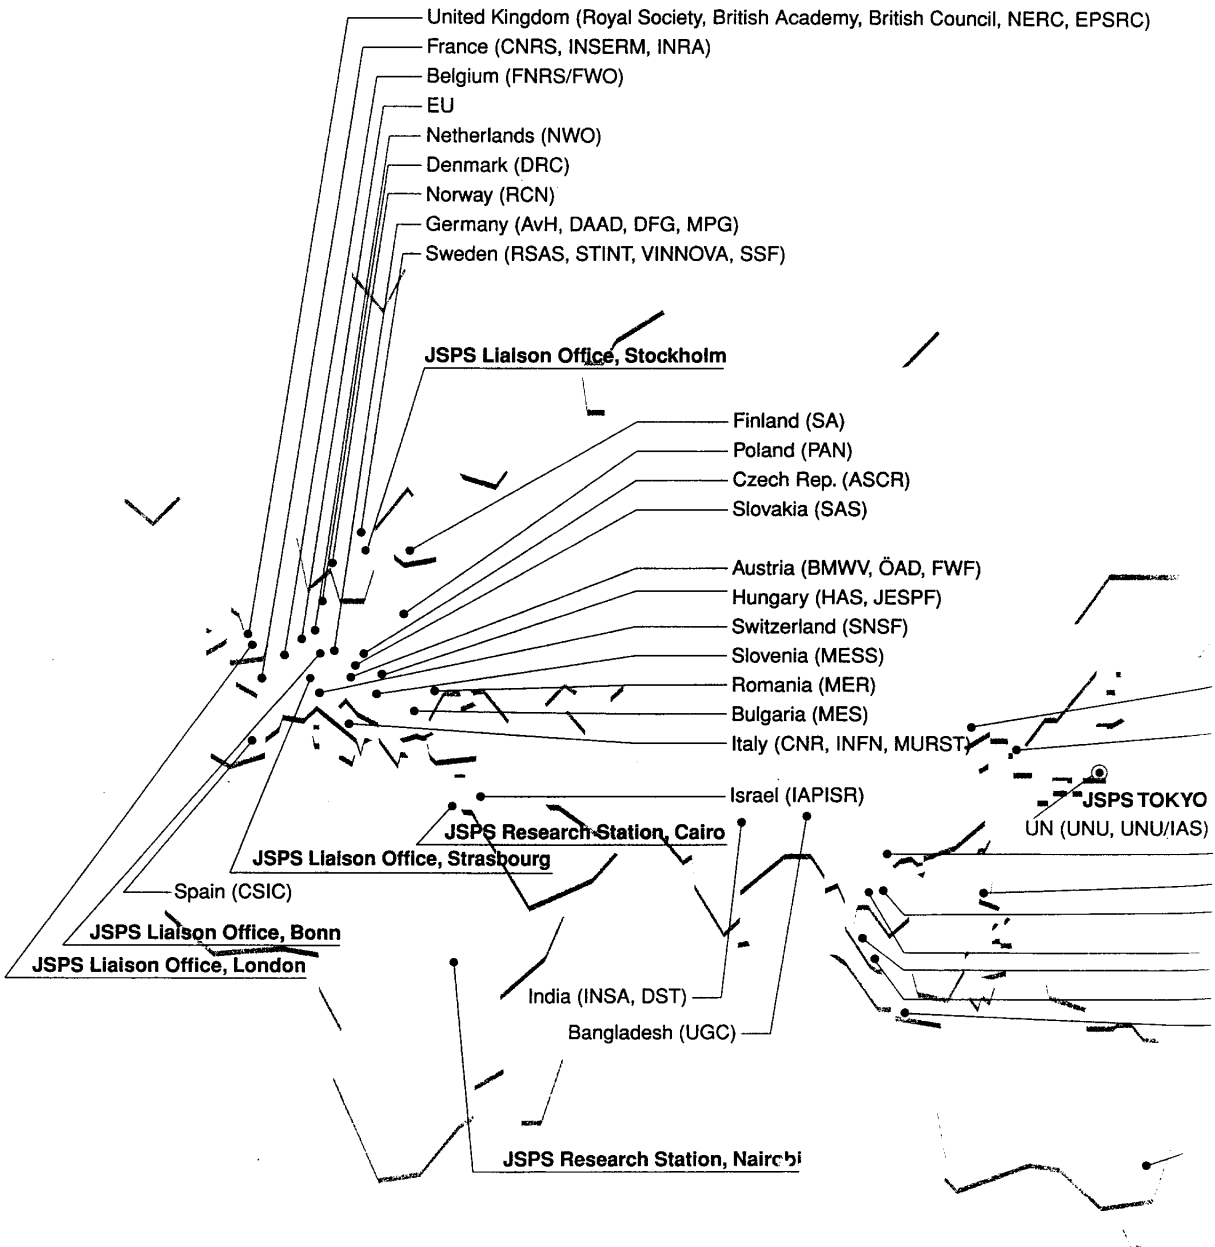 United Kingdom (Royal Society, British Academy, British Council, NERC, EPSRC)
France (CNRS, INSERM, INRA)
Belgium (FNRS/FWO)
EU
Netherlands (NWO)
Denmark (DRC)
Norway (RCN)
Germany (AvH, DAAD, DFG, MPG)
Sweden (RSAS, STINT, VINNOVA, SSF)
JSPS Liaison Office, Stockholm
Finland (SA)
Poland (PAN)
Czech Rep. (ASCR)
Slovakia (SAS)
Austria (BMWV, ÖAD, FWF)
Hungary (HAS, JESPF)
Switzerland (SNSF)
Slovenia (MESS)
Romania (MER)
Bulgaria (MES)
Italy (CNR, INFN, MURST)
Israel (IAPISR)
JSPS TOKYO
UN (UNU, UNU/IAS)
JSPS Research Station, Cairo
JSPS Liaison Office, Strasbourg
Spain (CSIC)
JSPS Liaison Office, Bonn
JSPS Liaison Office, London
India (INSA, DST)
Bangladesh (UGC)
JSPS Research Station, Nairobi